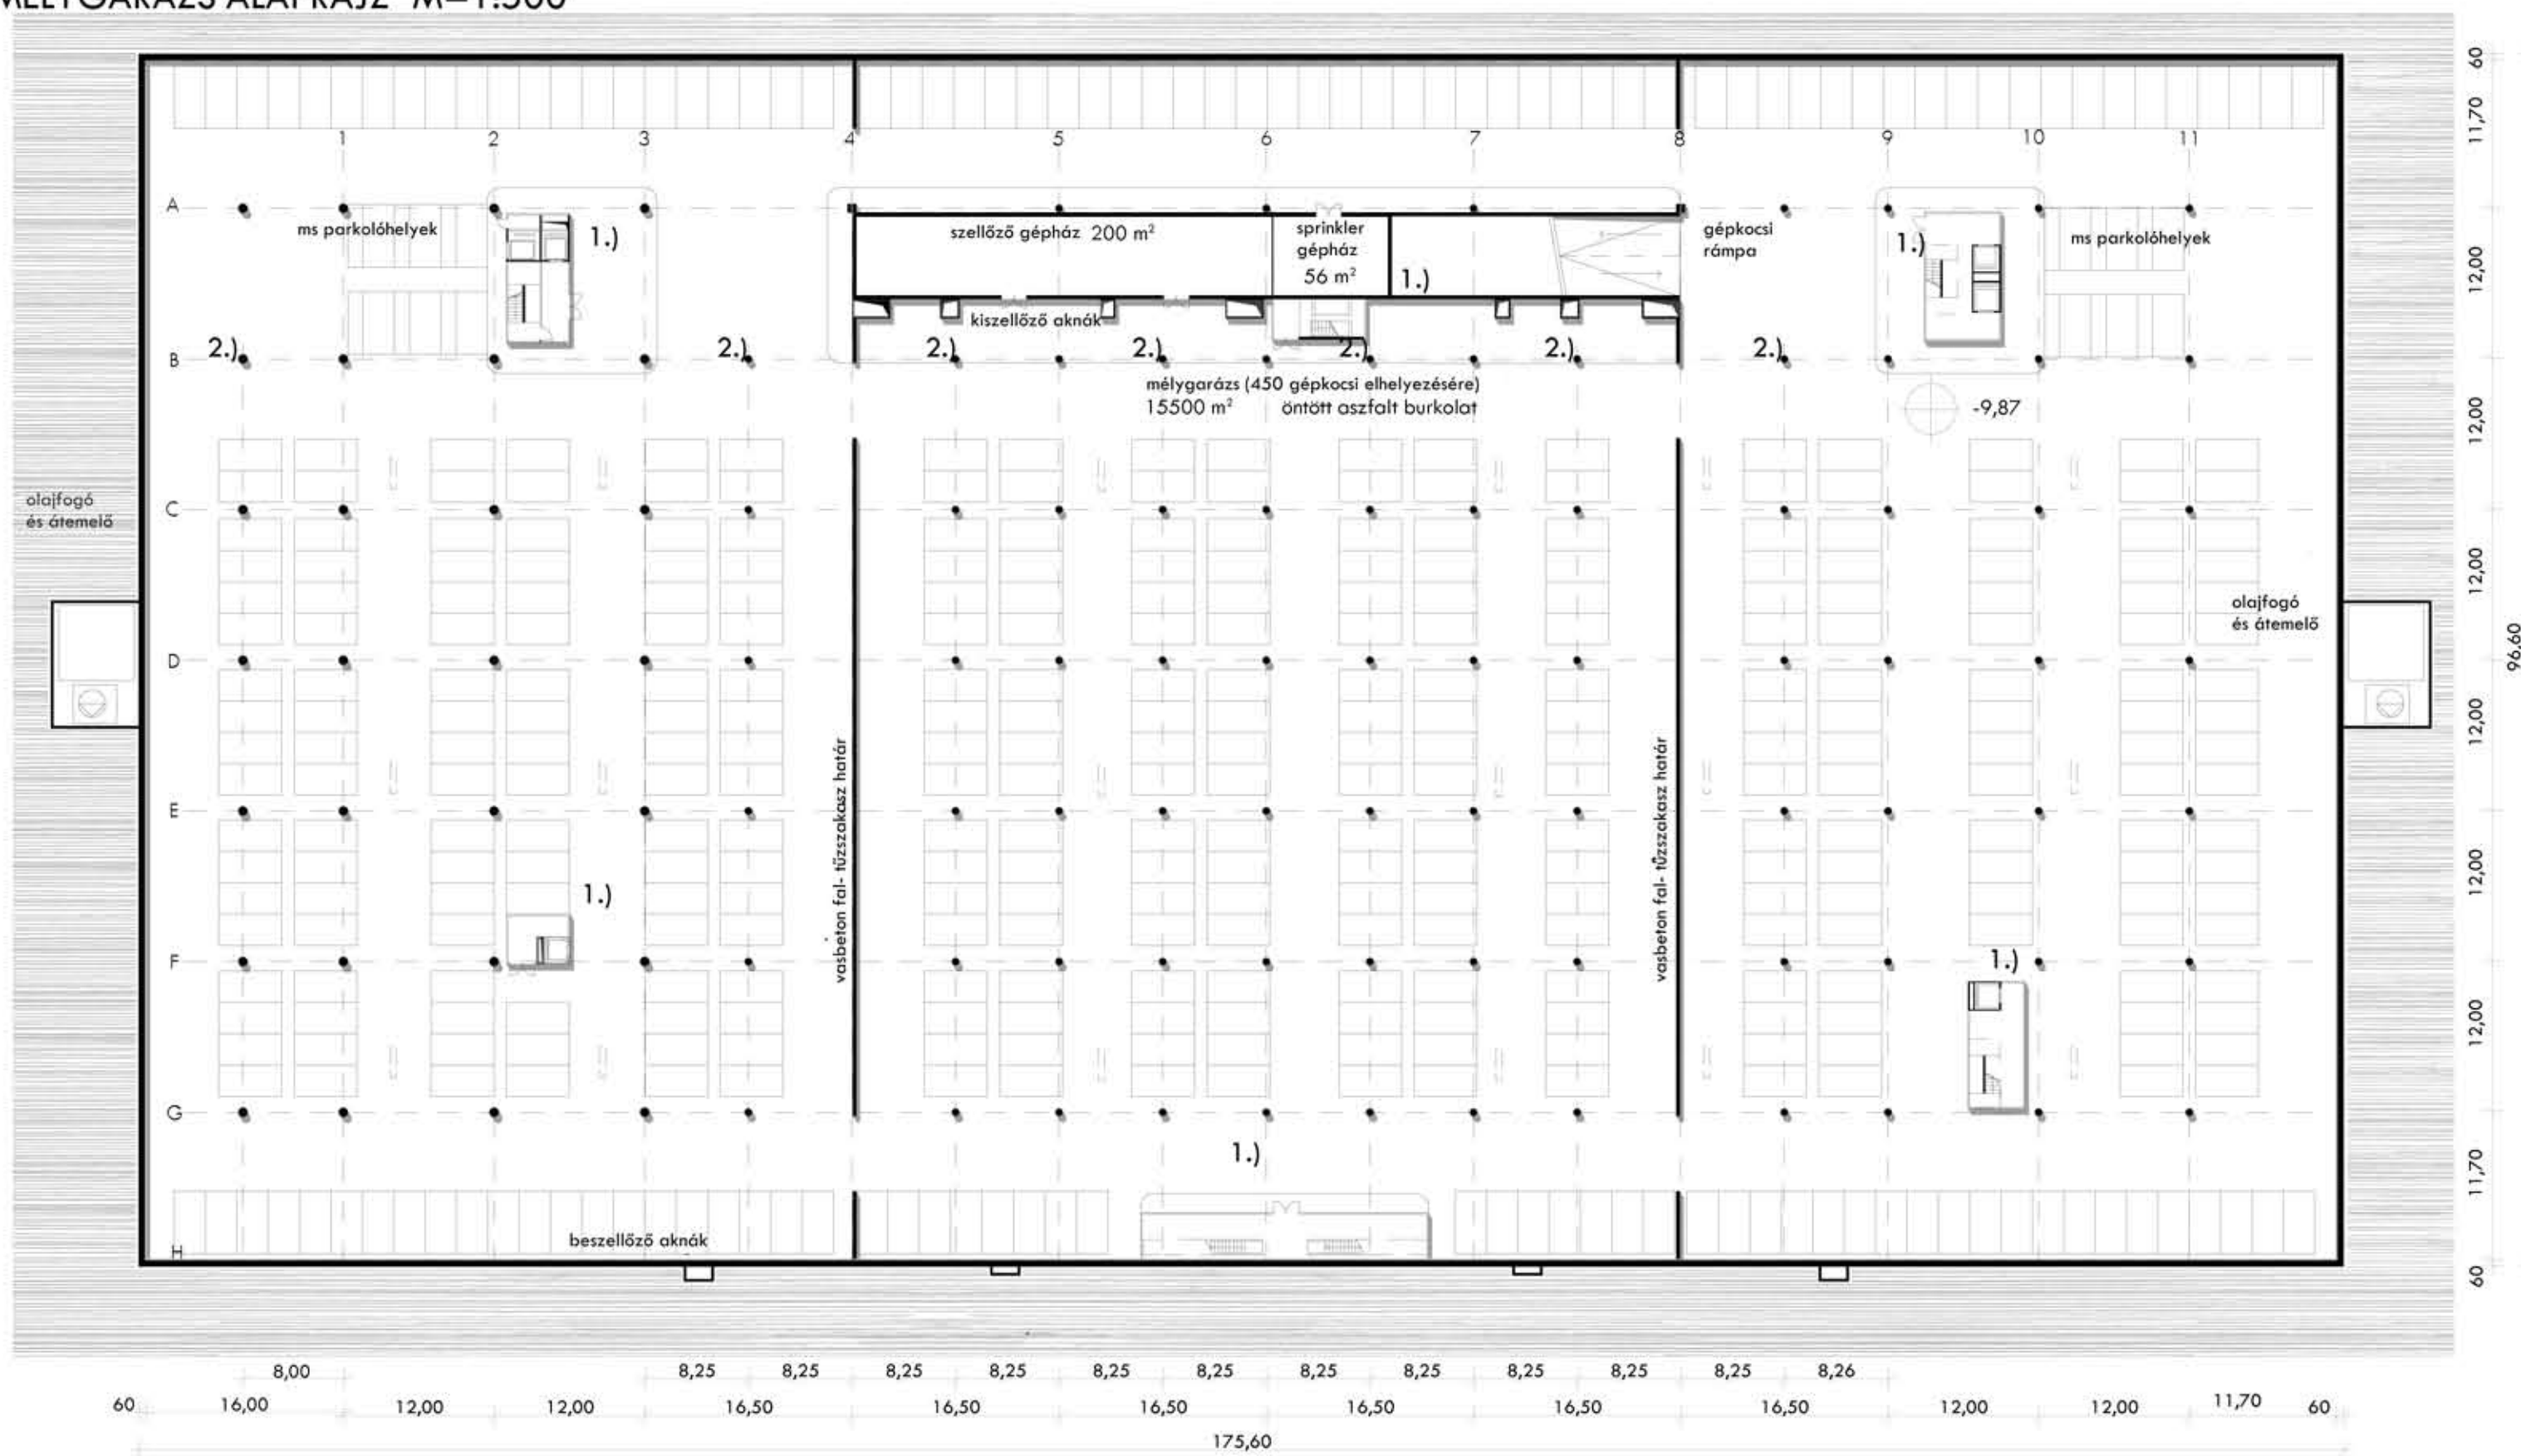 MÉLYGARÁZS ALAPRAJZ M=1:500
60
11,70
1 2 3 4 5 6 7 8 9 10 11
A
ms parkolóhelyek
1.)
szellőző gépház 200 m²
sprinkler
gépház
56 m²
1.)
gépkocsi
rámpa
1.)
ms parkolóhelyek
12,00
kiszellőző aknák
B
2.) 2.) 2.) 2.) 2.) 2.) 2.)
mélygarázs (450 gépkocsi elhelyezésére)
15500 m² öntött aszfalt burkolat
-9,87
12,00
olajfogó
és átemelő
C
12,00
olajfogó
és átemelő
D
96,60
12,00
vasbeton fal- tűzszakasz határ
vasbeton fal- tűzszakasz határ
E
12,00
1.)
F
1.)
12,00
G
1.)
11,70
beszellőző aknák
H
60
8,00 8,25 8,25 8,25 8,25 8,25 8,25 8,25 8,25 8,25 8,25 8,25 8,26
60 16,00 12,00 12,00 16,50 16,50 16,50 16,50 16,50 16,50 12,00 12,00 11,70 60
175,60